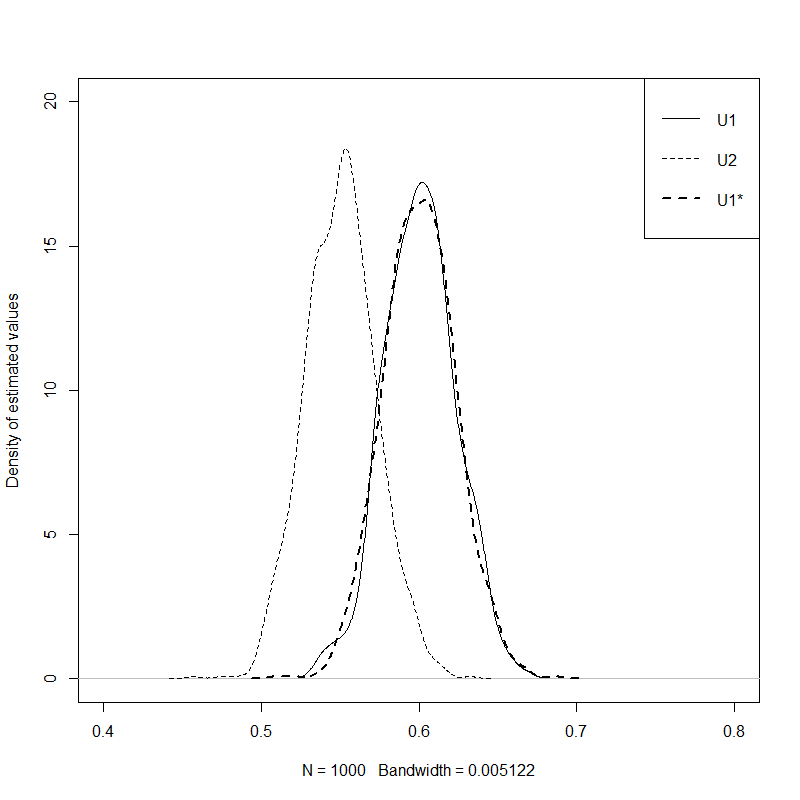 U1
U2
U1*
Density of estimated values
20
15
10
5
0
0.4 0.5 0.6 0.7 0.8
N = 1000 Bandwidth = 0.005122